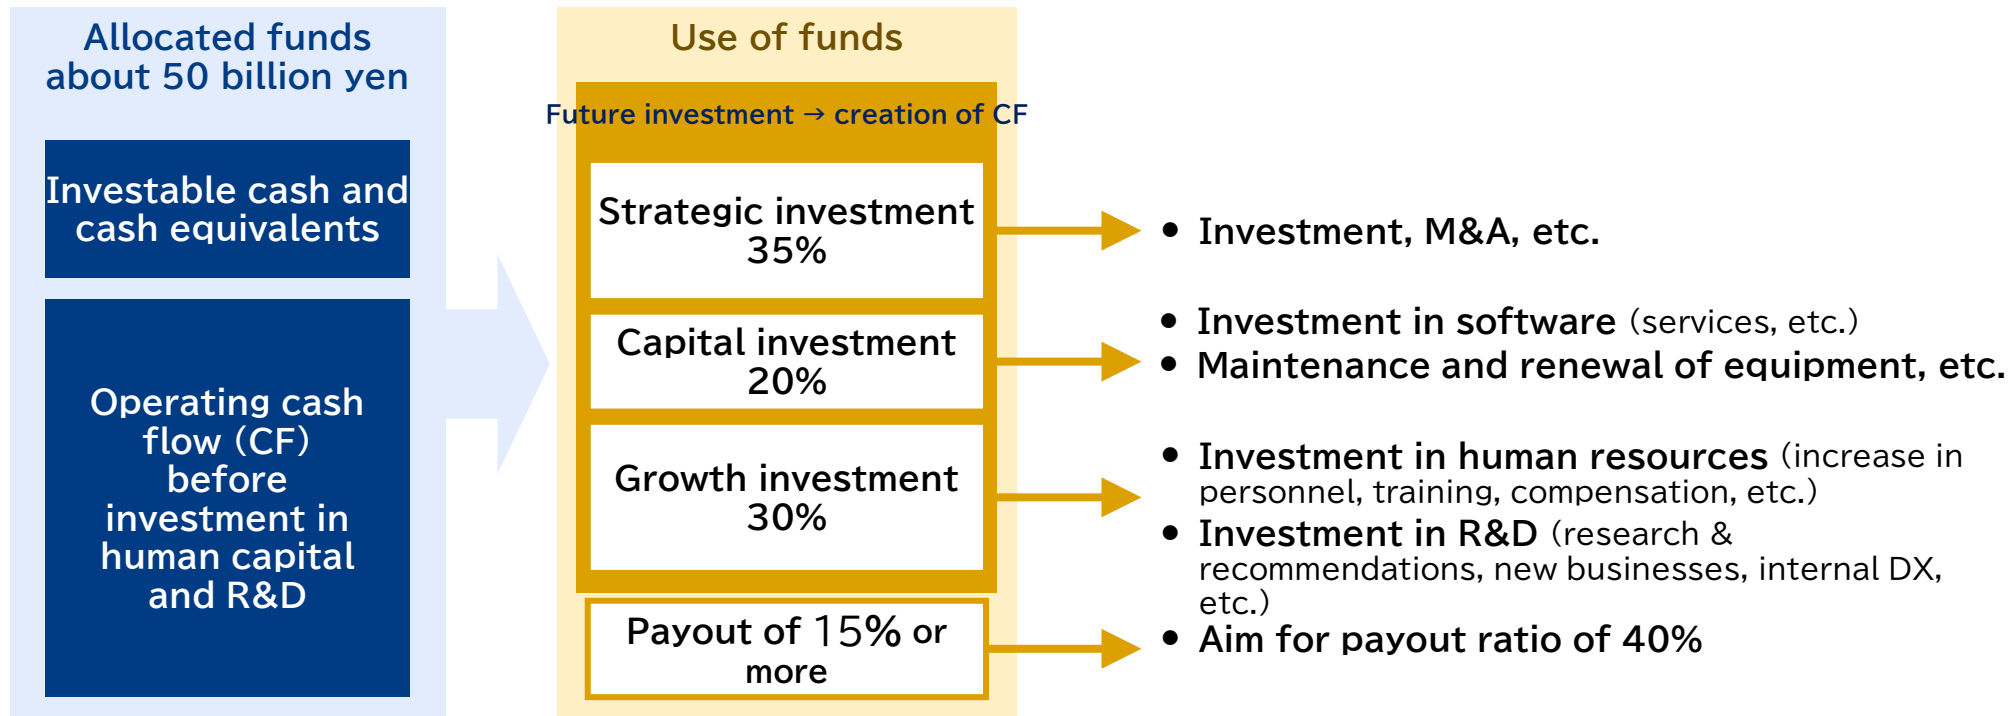 Allocated funds
about 50 billion yen
Investable cash and
cash equivalents
Operating cash
flow (CF)
before
investment in
human capital
and R&D
Use of funds
Future investment → creation of CF
Strategic investment
35%
Capital investment
20%
Growth investment
30%
Payout of 15% or
more
• Investment, M&A, etc.
• Investment in software (services, etc.)
• Maintenance and renewal of equipment, etc.
• Investment in human resources (increase in
personnel, training, compensation, etc.)
• Investment in R&D (research &
recommendations, new businesses, internal DX,
etc.)
• Aim for payout ratio of 40%